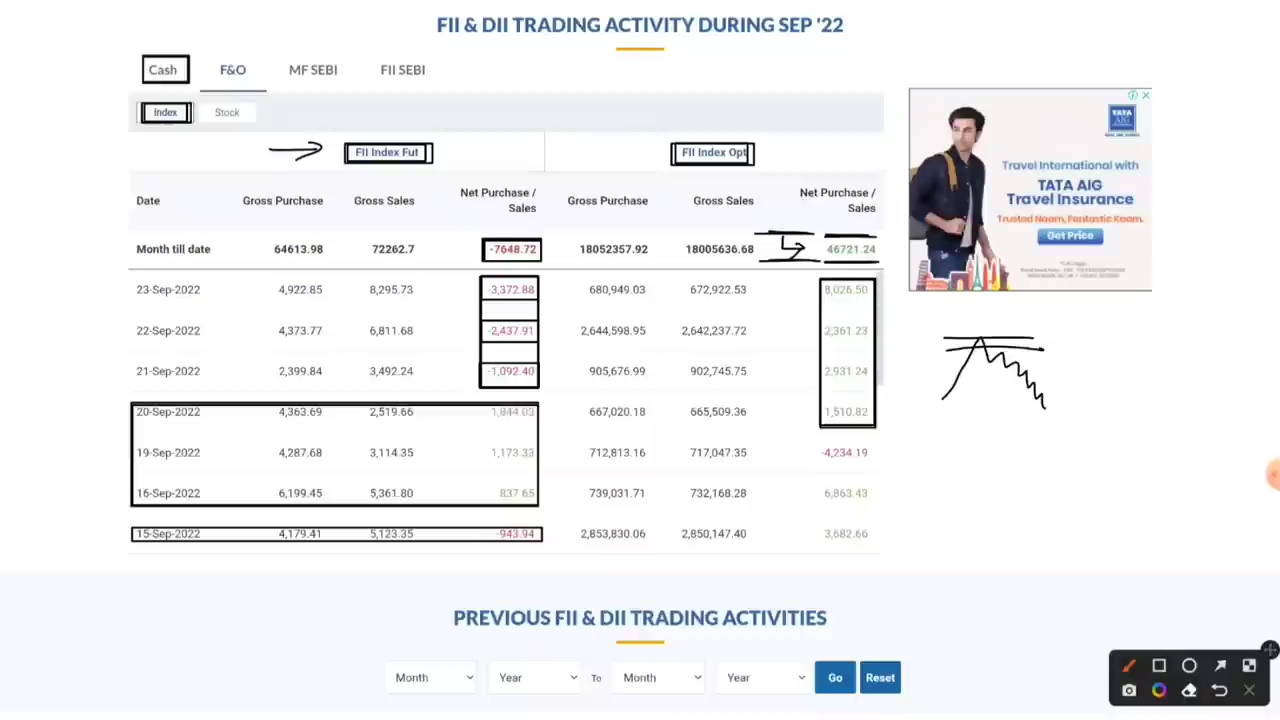 FII & DII TRADING ACTIVITY DURING SEP '22
Cash F&O MF SEBI FII SEBI
Index Stock
FII Index Fut FII Index Opt
Date Gross Purchase Gross Sales Net Purchase / Sales Gross Purchase Gross Sales Net Purchase / Sales
Month till date 64613.98 72262.7 -7648.72 18052357.92 18005636.68 46721.24
23-Sep-2022 4,922.85 8,295.73 -3,372.88 680,949.03 672,922.53 8,026.50
22-Sep-2022 4,373.77 6,811.68 -2,437.91 2,644,598.95 2,642,237.72 2,361.23
21-Sep-2022 2,399.84 3,492.24 -1,092.40 905,676.99 902,745.75 2,931.24
20-Sep-2022 4,363.69 2,519.66 1,844.03 667,020.18 665,509.36 1,510.82
19-Sep-2022 4,287.68 3,114.35 1,173.33 712,813.16 717,047.35 -4,234.19
16-Sep-2022 6,199.45 5,361.80 837.65 739,031.71 732,168.28 6,863.43
15-Sep-2022 4,179.41 5,123.35 -943.94 2,853,830.06 2,850,147.40 3,682.66
TATA
AIG
Travel International with
TATA AIG
Travel Insurance
Trusted Naam, Fantastic Kaam.
Get Price
PREVIOUS FII & DII TRADING ACTIVITIES
Month Year To Month Year Go Reset